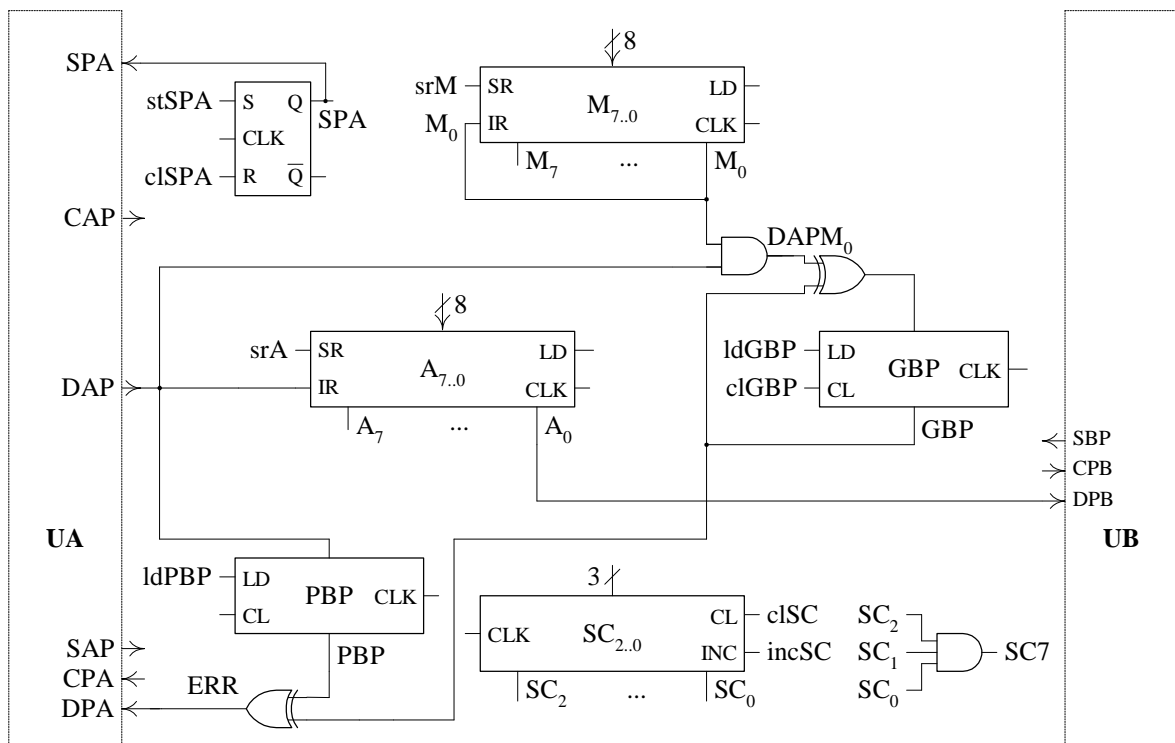 SPA
stSPA
S
Q
CLK
SPA
clSPA
R
Q̅
CAP
8
srM
SR
LD
M₇..₀
M₀
IR
CLK
M₇
...
M₀
DAPM₀
8
srA
SR
LD
A₇..₀
DAP
IR
CLK
A₇
...
A₀
ldGBP
LD
GBP
CLK
clGBP
CL
GBP
SBP
CPB
DPB
UA
UB
ldPBP
LD
PBP
CLK
CL
PBP
3
CLK
SC₂..₀
CL
clSC
INC
incSC
SC₂
...
SC₀
SC₂
SC₁
SC₀
SC7
SAP
CPA
DPA
ERR